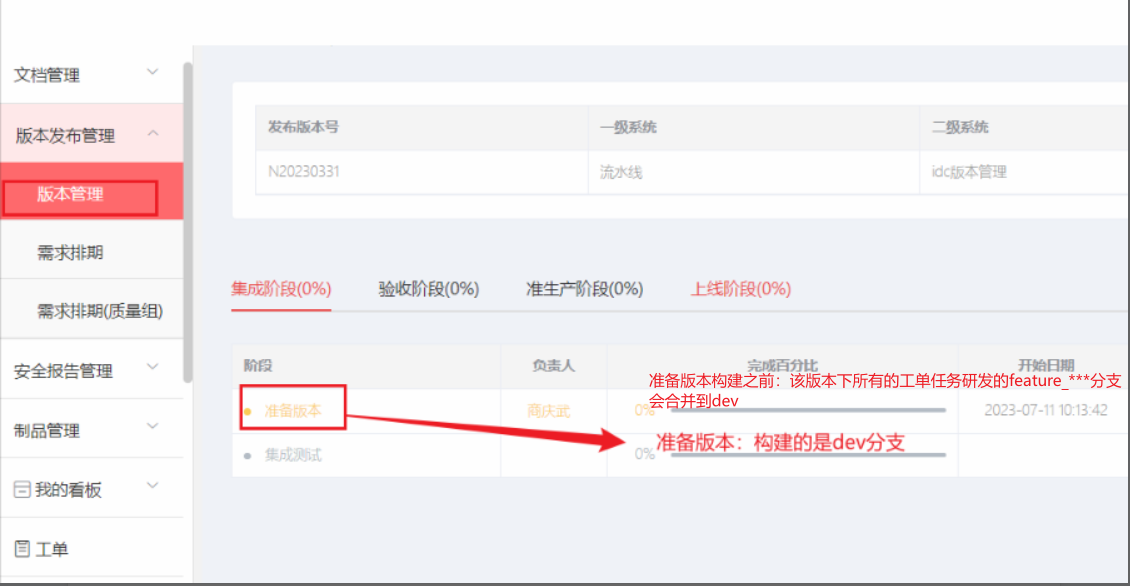 文档管理
版本发布管理
版本管理
需求排期
需求排期(质量组)
安全报告管理
制品管理
我的看板
工单
发布版本号 一级系统 二级系统
N20230331 流水线 idc版本管理
集成阶段(0%) 验收阶段(0%) 准生产阶段(0%) 上线阶段(0%)
阶段 负责人 完成百分比 开始日期
准备版本构建之前：该版本下所有的工单任务研发的feature_***分支
会合并到dev
准备版本 商庆武 0% 2023-07-11 10:13:42
准备版本：构建的是dev分支
集成测试 0%